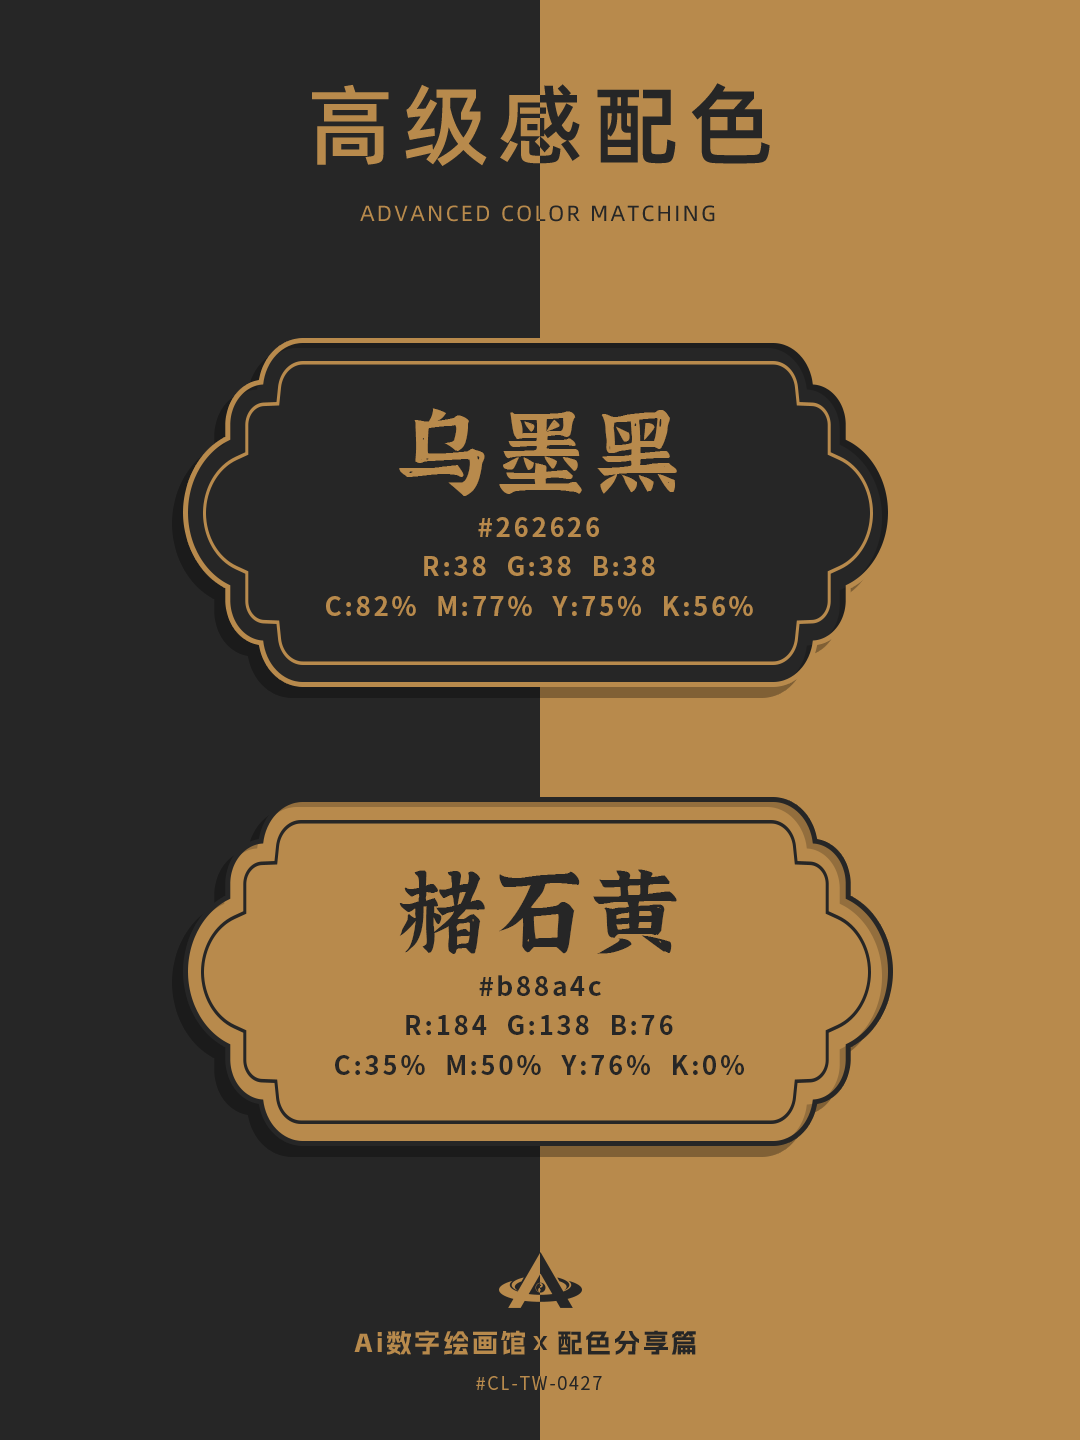 高级感配色
ADVANCED COLOR MATCHING
乌墨黑
#262626
R:38 G:38 B:38
C:82% M:77% Y:75% K:56%
赭石黄
#b88a4c
R:184 G:138 B:76
C:35% M:50% Y:76% K:0%
Ai数字绘画馆 x 配色分享篇
#CL-TW-0427